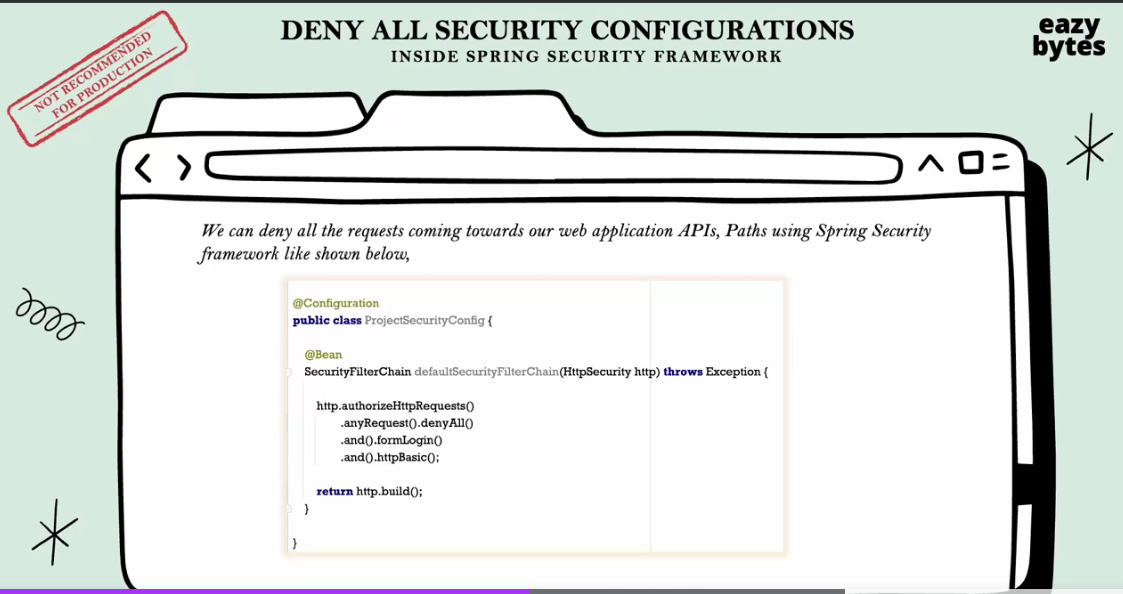 DENY ALL SECURITY CONFIGURATIONS
INSIDE SPRING SECURITY FRAMEWORK
eazy
bytes
NOT RECOMMENDED
FOR PRODUCTION
We can deny all the requests coming towards our web application APIs, Paths using Spring Security
framework like shown below,
@Configuration
public class ProjectSecurityConfig {
@Bean
SecurityFilterChain defaultSecurityFilterChain(HttpSecurity http) throws Exception {
http.authorizeHttpRequests()
.anyRequest().denyAll()
.and().formLogin()
.and().httpBasic();
return http.build();
}
}